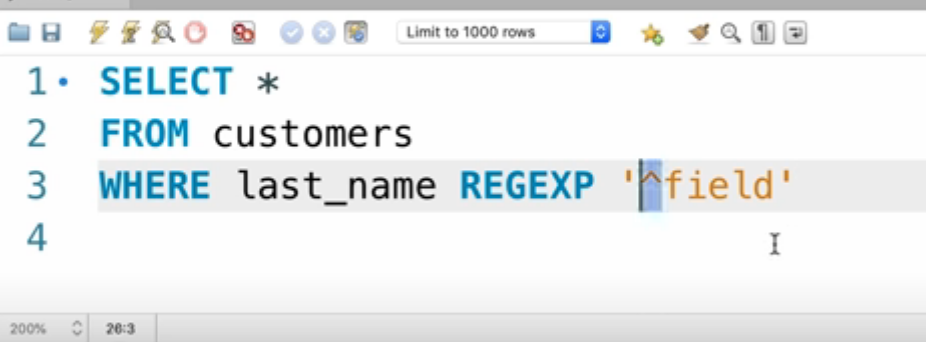 Limit to 1000 rows
1 SELECT *
2 FROM customers
3 WHERE last_name REGEXP '^field'
4
200% 26:3